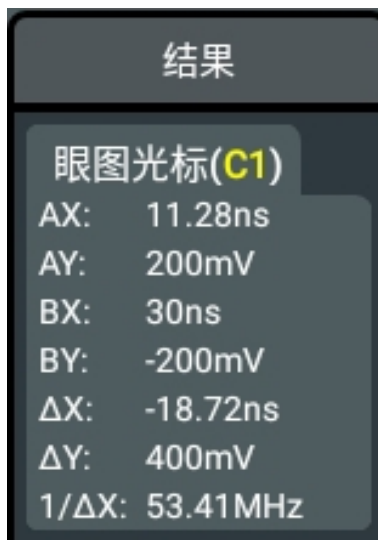 结果
眼图光标(C1)
AX: 11.28ns
AY: 200mV
BX: 30ns
BY: -200mV
ΔX: -18.72ns
ΔY: 400mV
1/ΔX: 53.41MHz